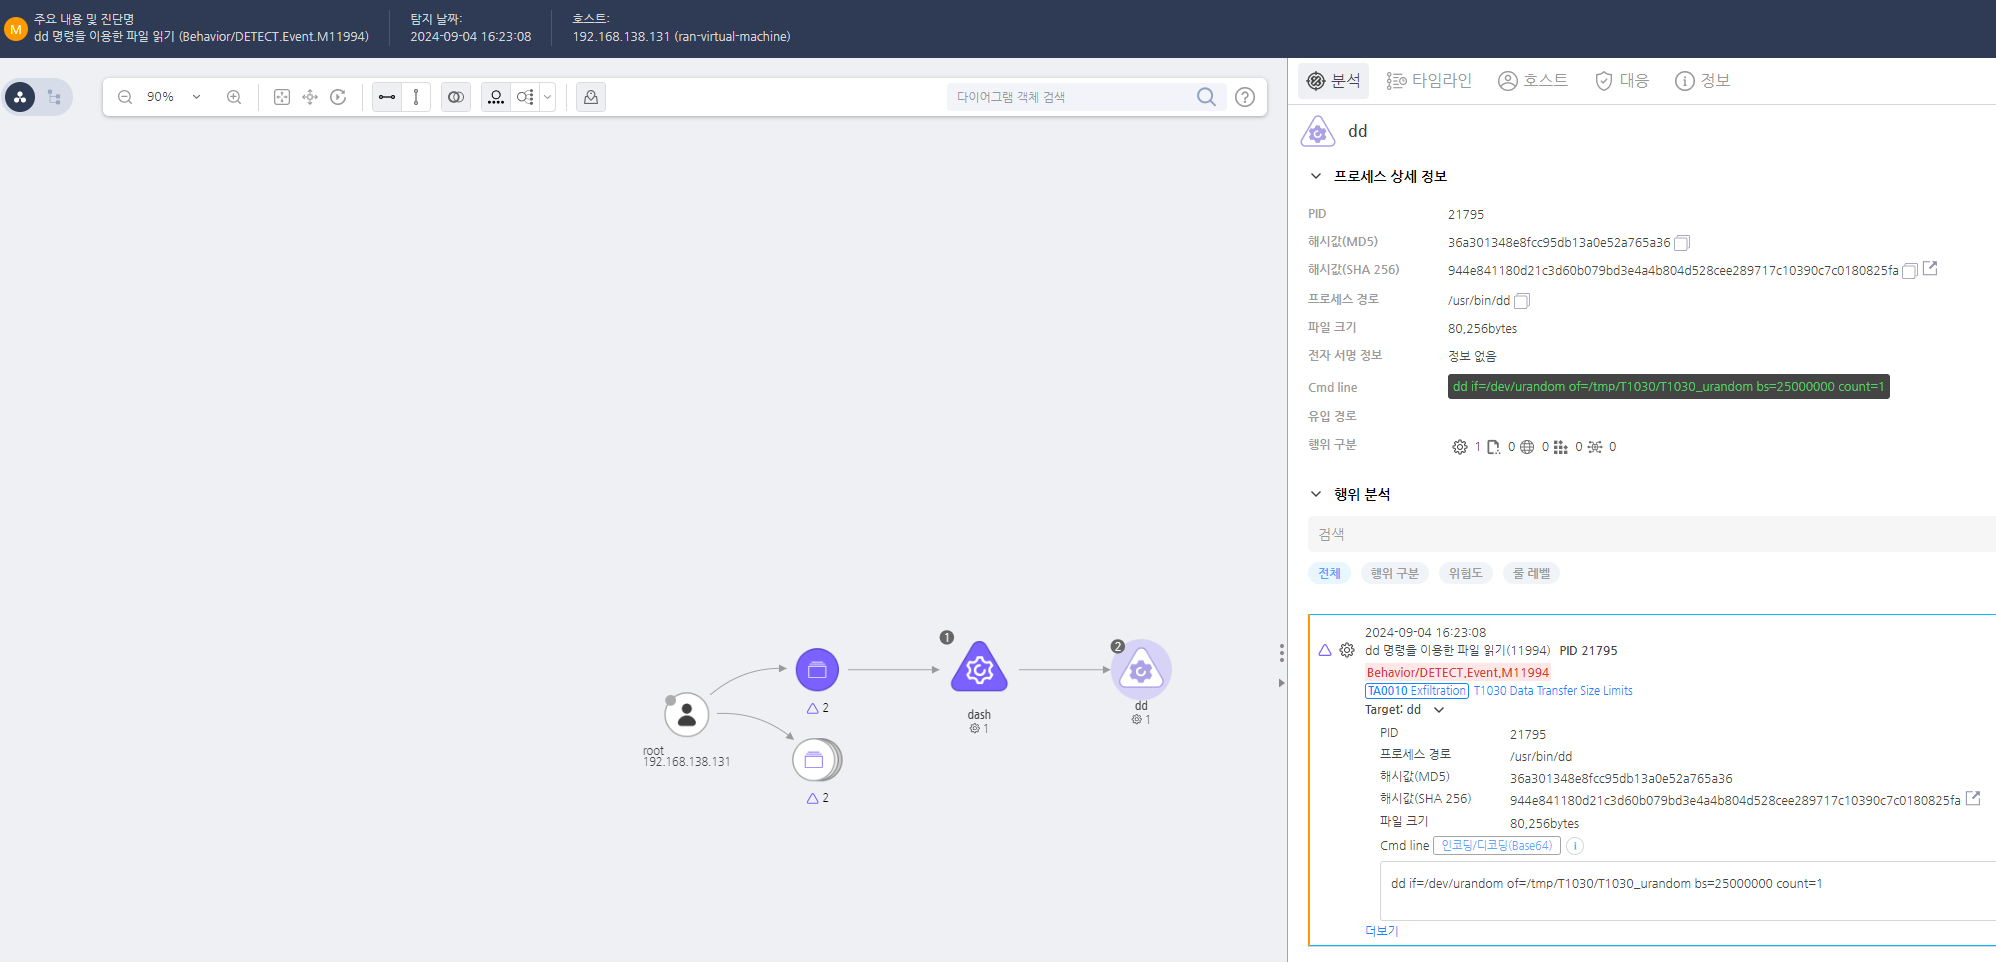 M
주요 내용 및 진단명
dd 명령을 이용한 파일 읽기 (Behavior/DETECT.Event.M11994)
탐지 날짜:
2024-09-04 16:23:08
호스트:
192.168.138.131 (ran-virtual-machine)
90%
다이어그램 객체 검색
?
2
1
dash
1
2
dd
1
root
192.168.138.131
2
분석
타임라인
호스트
대응
정보
dd
프로세스 상세 정보
PID 21795
해시값(MD5) 36a301348e8fcc95db13a0e52a765a36
해시값(SHA 256) 944e841180d21c3d60b079bd3e4a4b804d528cee289717c10390c7c0180825fa
프로세스 경로 /usr/bin/dd
파일 크기 80,256bytes
전자 서명 정보 정보 없음
Cmd line dd if=/dev/urandom of=/tmp/T1030/T1030_urandom bs=25000000 count=1
유입 경로
행위 구분 1 0 0 0 0
행위 분석
검색
전체 행위 구분 위험도 룰 레벨
2024-09-04 16:23:08
dd 명령을 이용한 파일 읽기(11994) PID 21795
Behavior/DETECT.Event.M11994
TA0010 Exfiltration T1030 Data Transfer Size Limits
Target: dd
PID 21795
프로세스 경로 /usr/bin/dd
해시값(MD5) 36a301348e8fcc95db13a0e52a765a36
해시값(SHA 256) 944e841180d21c3d60b079bd3e4a4b804d528cee289717c10390c7c0180825fa
파일 크기 80,256bytes
Cmd line 인코딩/디코딩(Base64) i
dd if=/dev/urandom of=/tmp/T1030/T1030_urandom bs=25000000 count=1
더보기